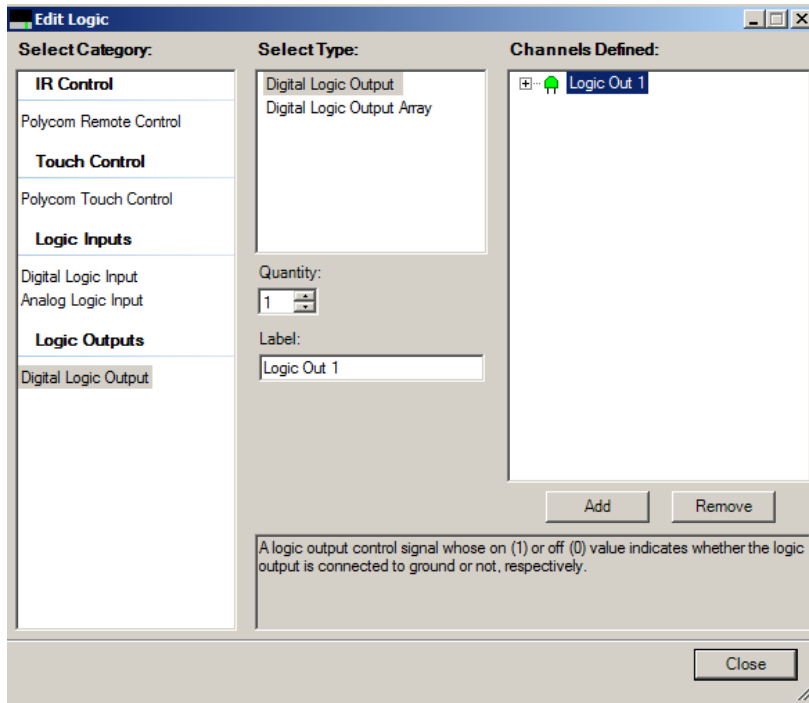 Edit Logic
Select Category:
IR Control
Polycom Remote Control
Touch Control
Polycom Touch Control
Logic Inputs
Digital Logic Input
Analog Logic Input
Logic Outputs
Digital Logic Output
Select Type:
Digital Logic Output
Digital Logic Output Array
Quantity:
1
Label:
Logic Out 1
Channels Defined:
Logic Out 1
Add Remove
A logic output control signal whose on (1) or off (0) value indicates whether the logic
output is connected to ground or not, respectively.
Close